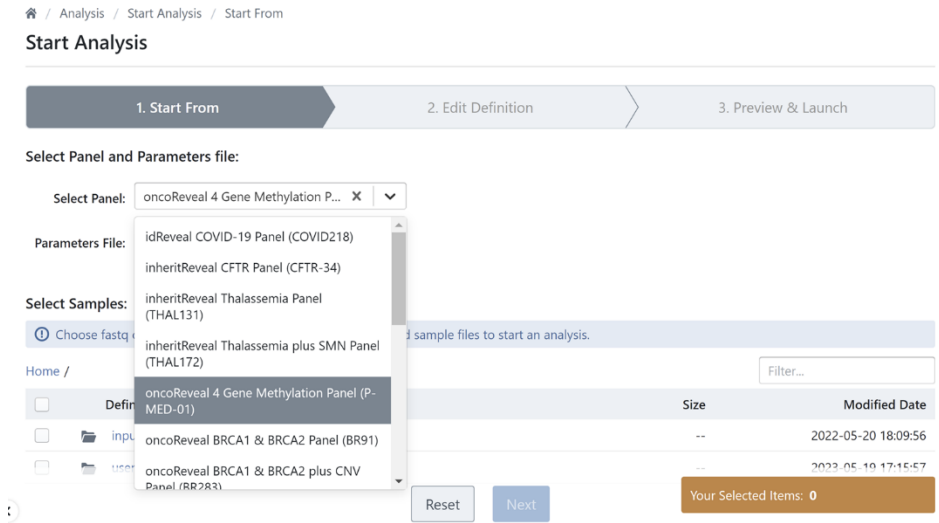 / Analysis / Start Analysis / Start From
Start Analysis
1. Start From
2. Edit Definition
3. Preview & Launch
Select Panel and Parameters file:
Select Panel: oncoReveal 4 Gene Methylation P...
Parameters File:
idReveal COVID-19 Panel (COVID218)
inheritReveal CFTR Panel (CFTR-34)
inheritReveal Thalassemia Panel
(THAL131)
inheritReveal Thalassemia plus SMN Panel
(THAL172)
oncoReveal 4 Gene Methylation Panel (P-
MED-01)
oncoReveal BRCA1 & BRCA2 Panel (BR91)
oncoReveal BRCA1 & BRCA2 plus CNV
Panel (BR283)
Select Samples:
Choose fastq sample files to start an analysis.
Home /
Filter...
Size Modified Date
-- 2022-05-20 18:09:56
-- 2023-05-19 17:15:57
Your Selected Items: 0
Reset
Next